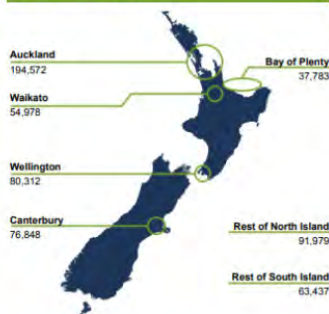 Auckland
194,572
Bay of Plenty
37,783
Waikato
54,978
Wellington
80,312
Canterbury
76,848
Rest of North Island
91,979
Rest of South Island
63,437